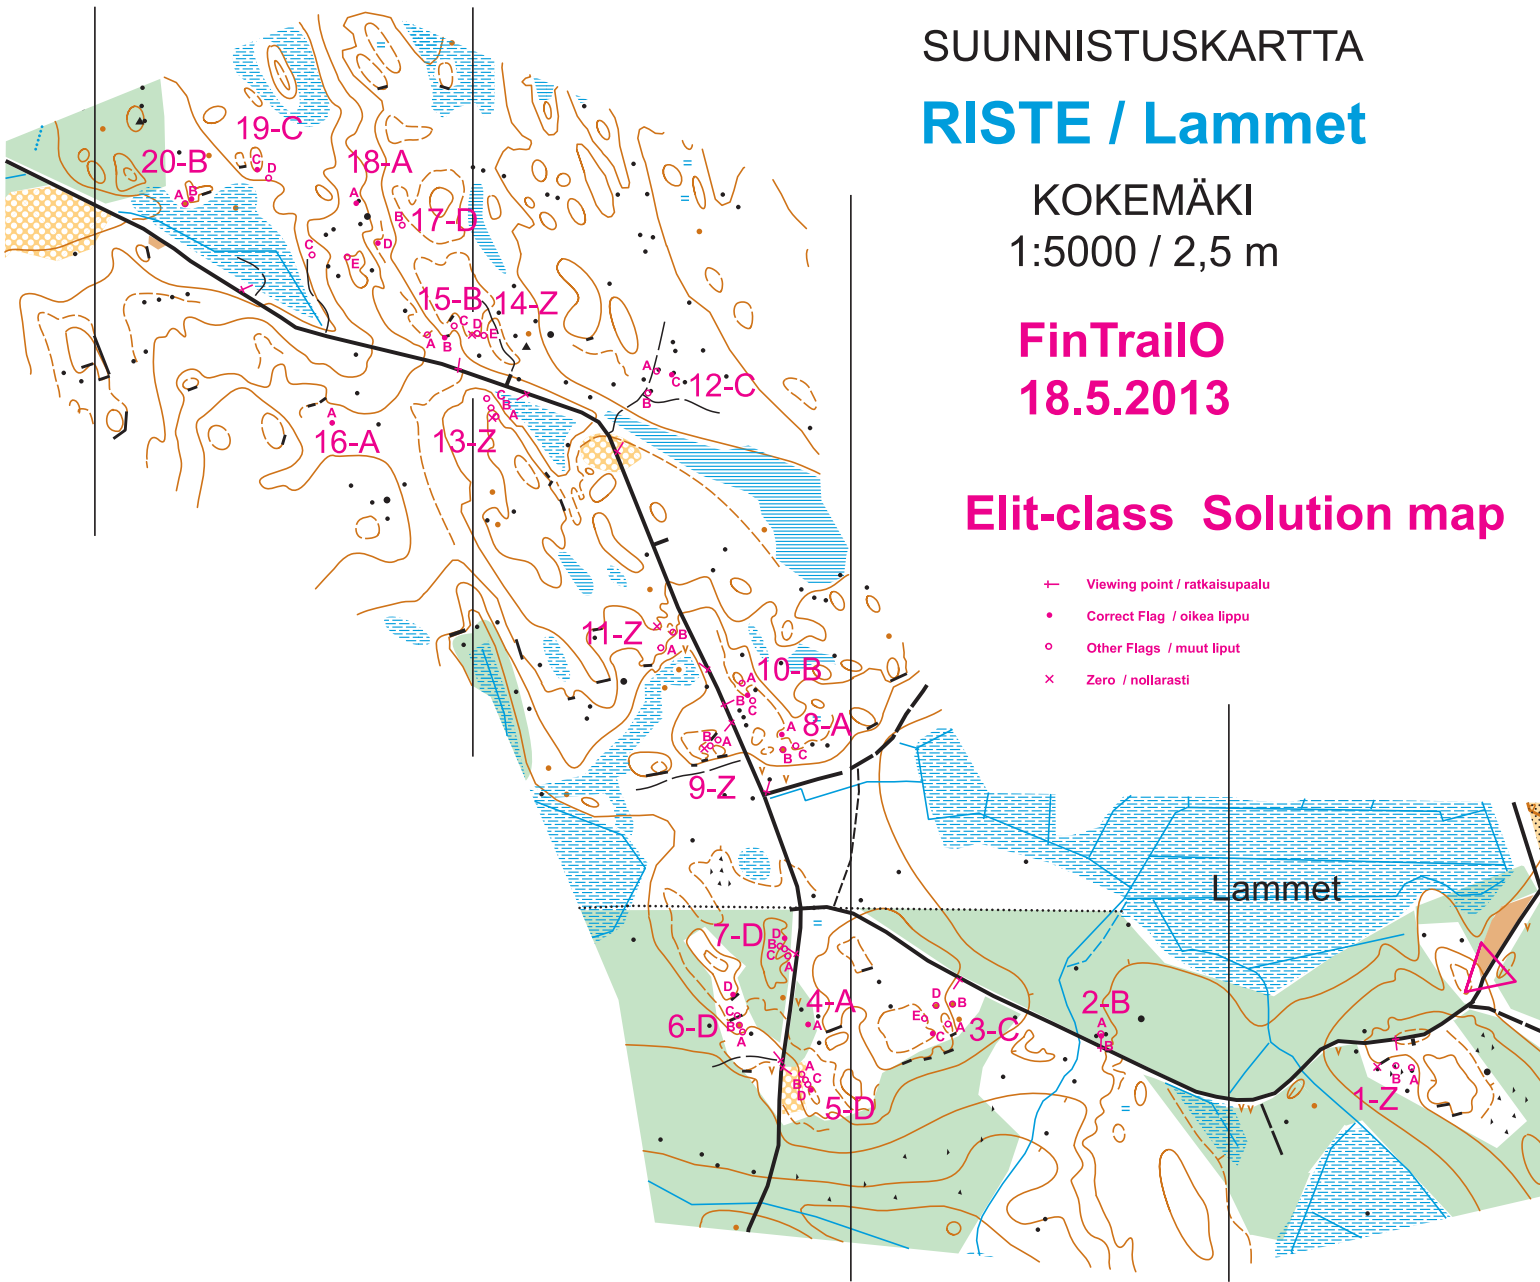 SUUNNISTUSKARTTA
RISTE / Lammet
KOKEMÄKI
1:5000 / 2,5 m
FinTrailO
18.5.2013
Elit-class Solution map
Viewing point / ratkaisupaalu
Correct Flag / oikea lippu
Other Flags / muut liput
Zero / nollarasti
19-C
C
D
20-B
A
B
18-A
A
B
17-D
C
D
E
15-B
14-Z
C
D
E
A
B
A
C
12-C
B
C
B
A
A
16-A
13-Z
11-Z
B
A
A
10-B
B
C
A
8-A
B
A
B
C
9-Z
Lammet
7-D
D
B
C
A
D
4-A
A
C
6-D
B
A
D
B
E
A
3-C
C
2-B
A
B
A
B
C
D
5-D
B
A
1-Z